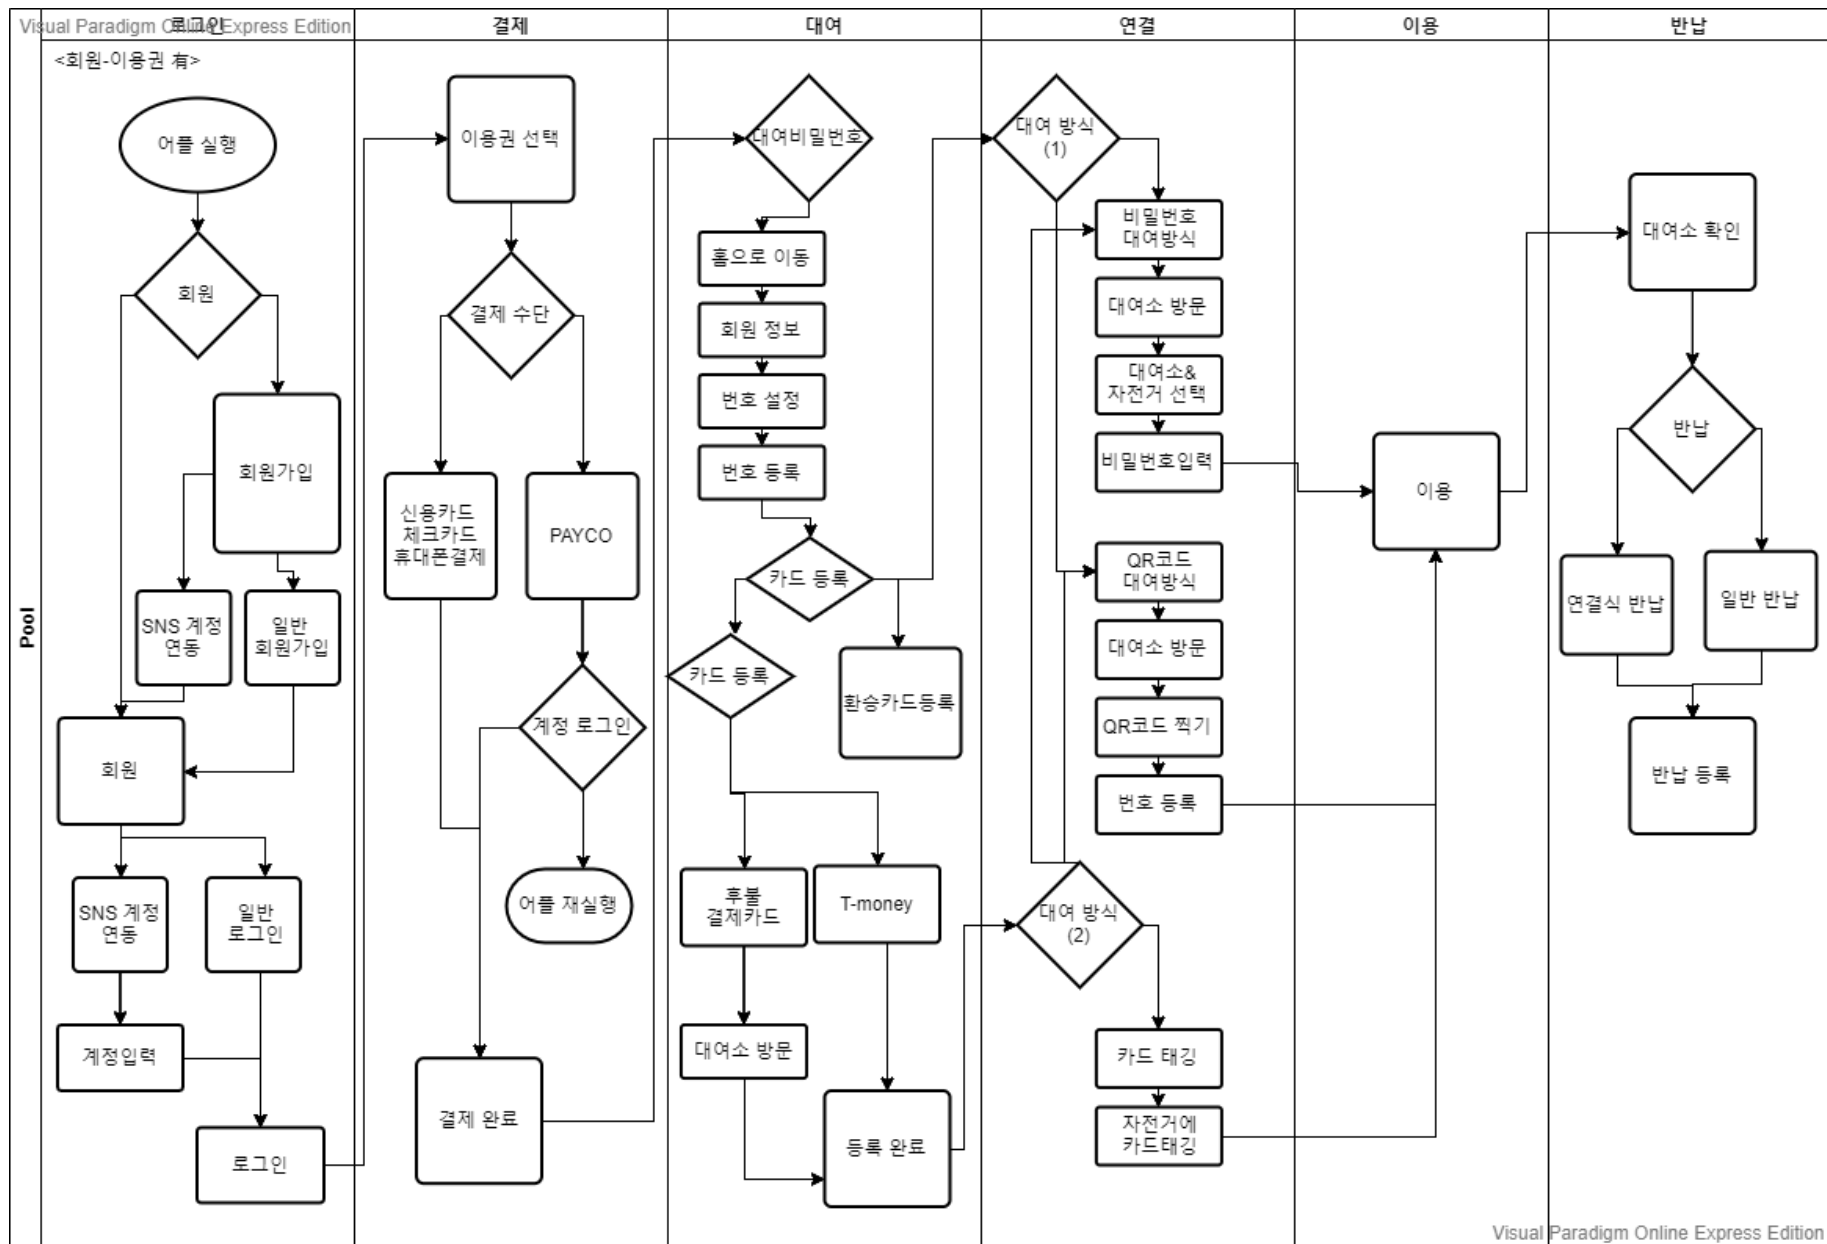 Visual Paradigm Online Express Edition
로그인
결제
대여
연결
이용
반납
Pool
<회원-이용권 有>
어플 실행
회원
회원가입
SNS 계정
연동
일반
회원가입
회원
SNS 계정
연동
일반
로그인
계정입력
로그인
이용권 선택
결제 수단
신용카드
체크카드
휴대폰결제
PAYCO
계정 로그인
어플 재실행
결제 완료
대여비밀번호
홈으로 이동
회원 정보
번호 설정
번호 등록
카드 등록
카드 등록
환승카드등록
후불
결제카드
T-money
대여소 방문
등록 완료
대여 방식
(1)
비밀번호
대여방식
대여소 방문
대여소&
자전거 선택
비밀번호입력
QR코드
대여방식
대여소 방문
QR코드 찍기
번호 등록
대여 방식
(2)
카드 태깅
자전거에
카드태깅
이용
대여소 확인
반납
연결식 반납
일반 반납
반납 등록
Visual Paradigm Online Express Edition